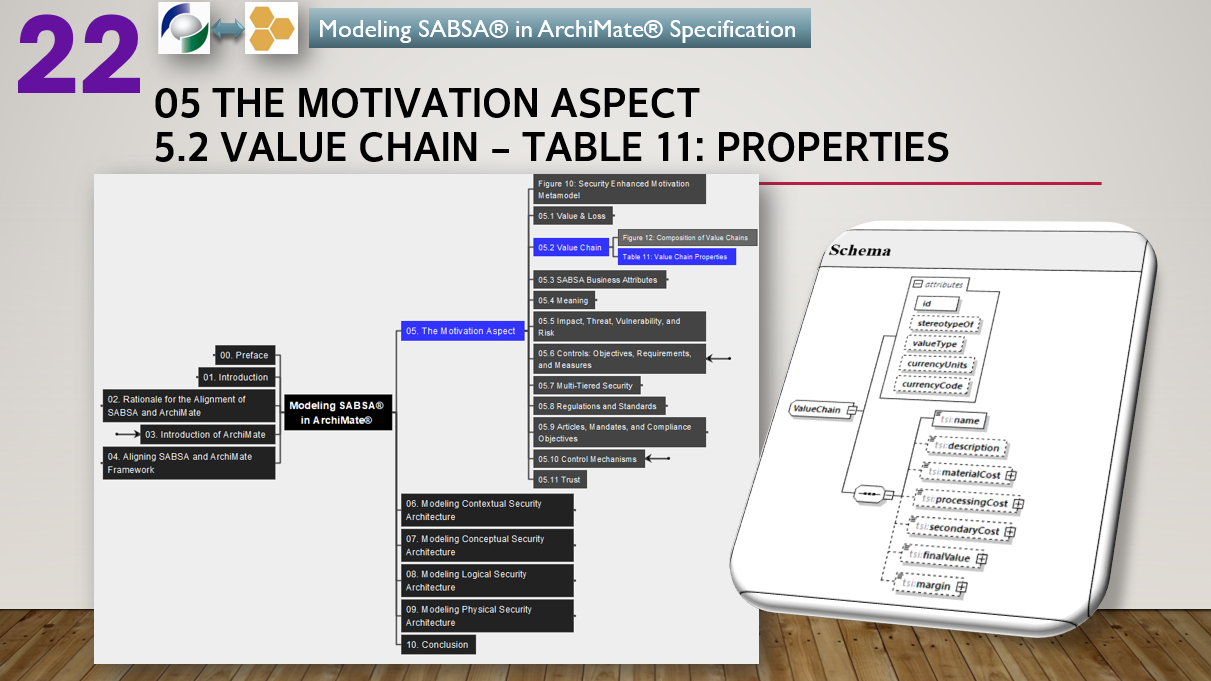 22
Modeling SABSA® in ArchiMate® Specification
05 THE MOTIVATION ASPECT
5.2 VALUE CHAIN – TABLE 11: PROPERTIES
00. Preface
01. Introduction
02. Rationale for the Alignment of
SABSA and ArchiMate
03. Introduction of ArchiMate
04. Aligning SABSA and ArchiMate
Framework
Modeling SABSA®
in ArchiMate®
05. The Motivation Aspect
Figure 10: Security Enhanced Motivation
Metamodel
05.1 Value & Loss
05.2 Value Chain
Figure 12: Composition of Value Chains
Table 11: Value Chain Properties
05.3 SABSA Business Attributes
05.4 Meaning
05.5 Impact, Threat, Vulnerability, and
Risk
05.6 Controls: Objectives, Requirements,
and Measures
05.7 Multi-Tiered Security
05.8 Regulations and Standards
05.9 Articles, Mandates, and Compliance
Objectives
05.10 Control Mechanisms
05.11 Trust
06. Modeling Contextual Security
Architecture
07. Modeling Conceptual Security
Architecture
08. Modeling Logical Security
Architecture
09. Modeling Physical Security
Architecture
10. Conclusion
Schema
attributes
id
stereotypeOf
valueType
currencyUnits
currencyCode
ValueChain
tsi:name
tsi:description
tsi:materialCost
tsi:processingCost
tsi:secondaryCost
tsi:finalValue
tsi:margin